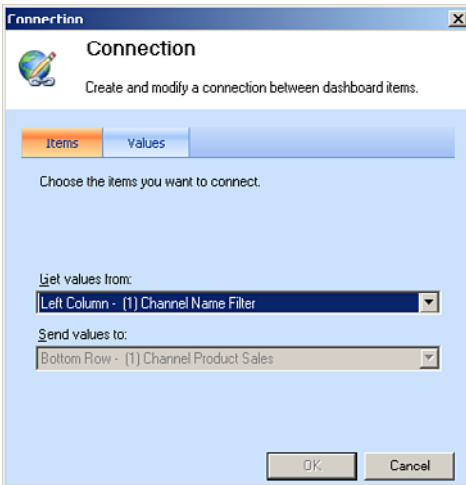 Connection
Connection
Create and modify a connection between dashboard items.
Items
Values
Choose the items you want to connect.
Get values from:
Left Column - (1) Channel Name Filter
Send values to:
Bottom Row - (1) Channel Product Sales
OK
Cancel